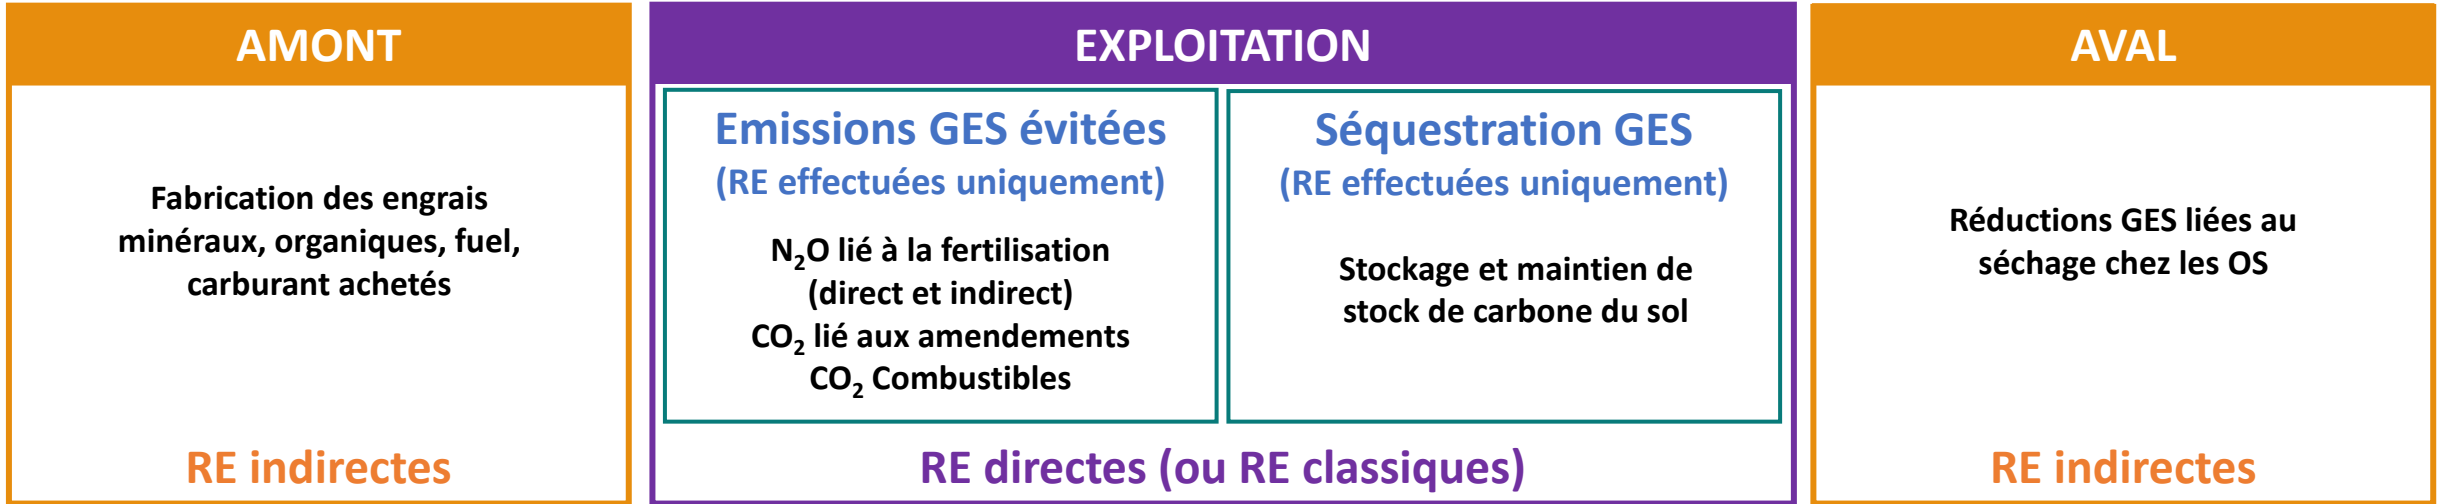 AMONT
Fabrication des engrais
minéraux, organiques, fuel,
carburant achetés
RE indirectes
EXPLOITATION
Emissions GES évitées
(RE effectuées uniquement)
N₂O lié à la fertilisation
(direct et indirect)
CO₂ lié aux amendements
CO₂ Combustibles
Séquestration GES
(RE effectuées uniquement)
Stockage et maintien de
stock de carbone du sol
RE directes (ou RE classiques)
AVAL
Réductions GES liées au
séchage chez les OS
RE indirectes